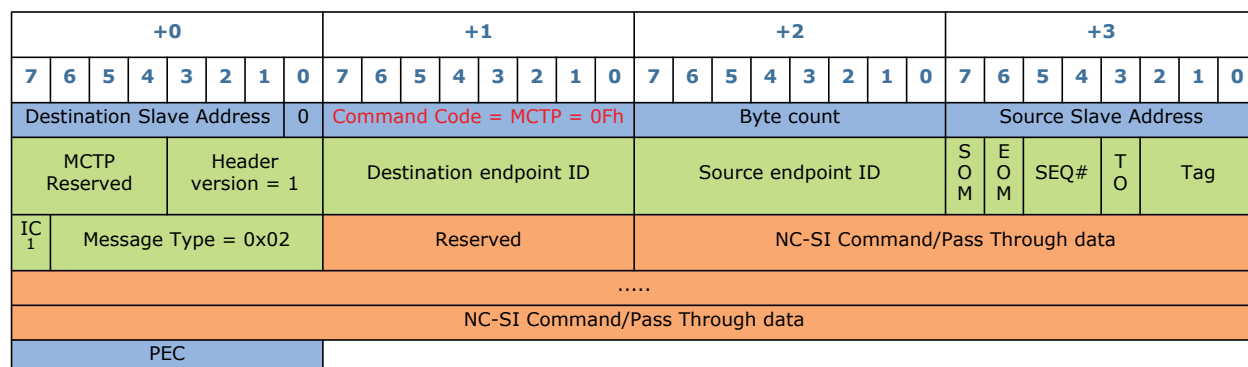 +0 +1 +2 +3
7 6 5 4 3 2 1 0 7 6 5 4 3 2 1 0 7 6 5 4 3 2 1 0 7 6 5 4 3 2 1 0
Destination Slave Address 0 Command Code = MCTP = 0Fh Byte count Source Slave Address
MCTP
Reserved
Header
version = 1
Destination endpoint ID
Source endpoint ID
S
O
M
E
O
M
SEQ#
T
O
Tag
IC
1
Message Type = 0x02
Reserved
NC-SI Command/Pass Through data
.....
NC-SI Command/Pass Through data
PEC